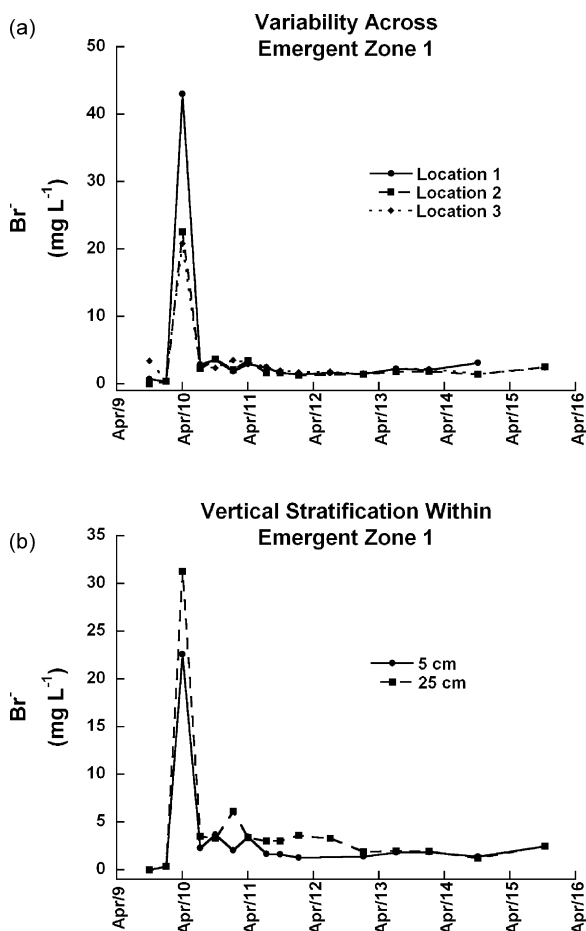 (a)
Variability Across
Emergent Zone 1
50
40
30
20
10
0
Br-
(mg L-1)
Location 1
Location 2
Location 3
Apr/9
Apr/10
Apr/11
Apr/12
Apr/13
Apr/14
Apr/15
Apr/16
(b)
Vertical Stratification Within
Emergent Zone 1
35
30
25
20
15
10
5
0
Br-
(mg L-1)
5 cm
25 cm
Apr/9
Apr/10
Apr/11
Apr/12
Apr/13
Apr/14
Apr/15
Apr/16